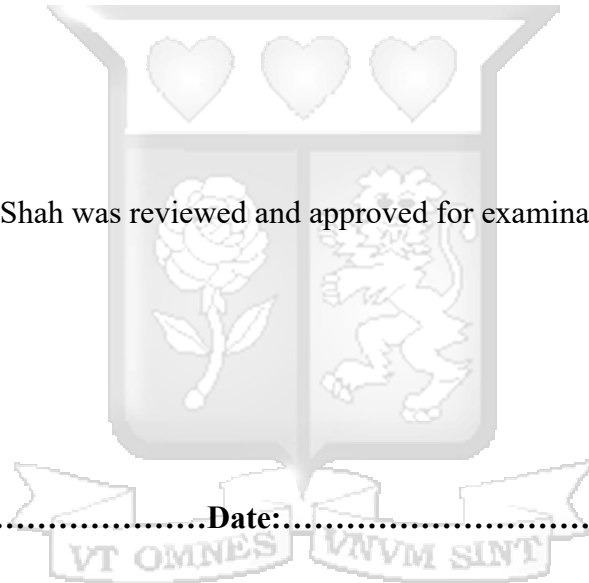 Shah was reviewed and approved for examina
………………Date:…………………………
VT OMNES VNVM SINT